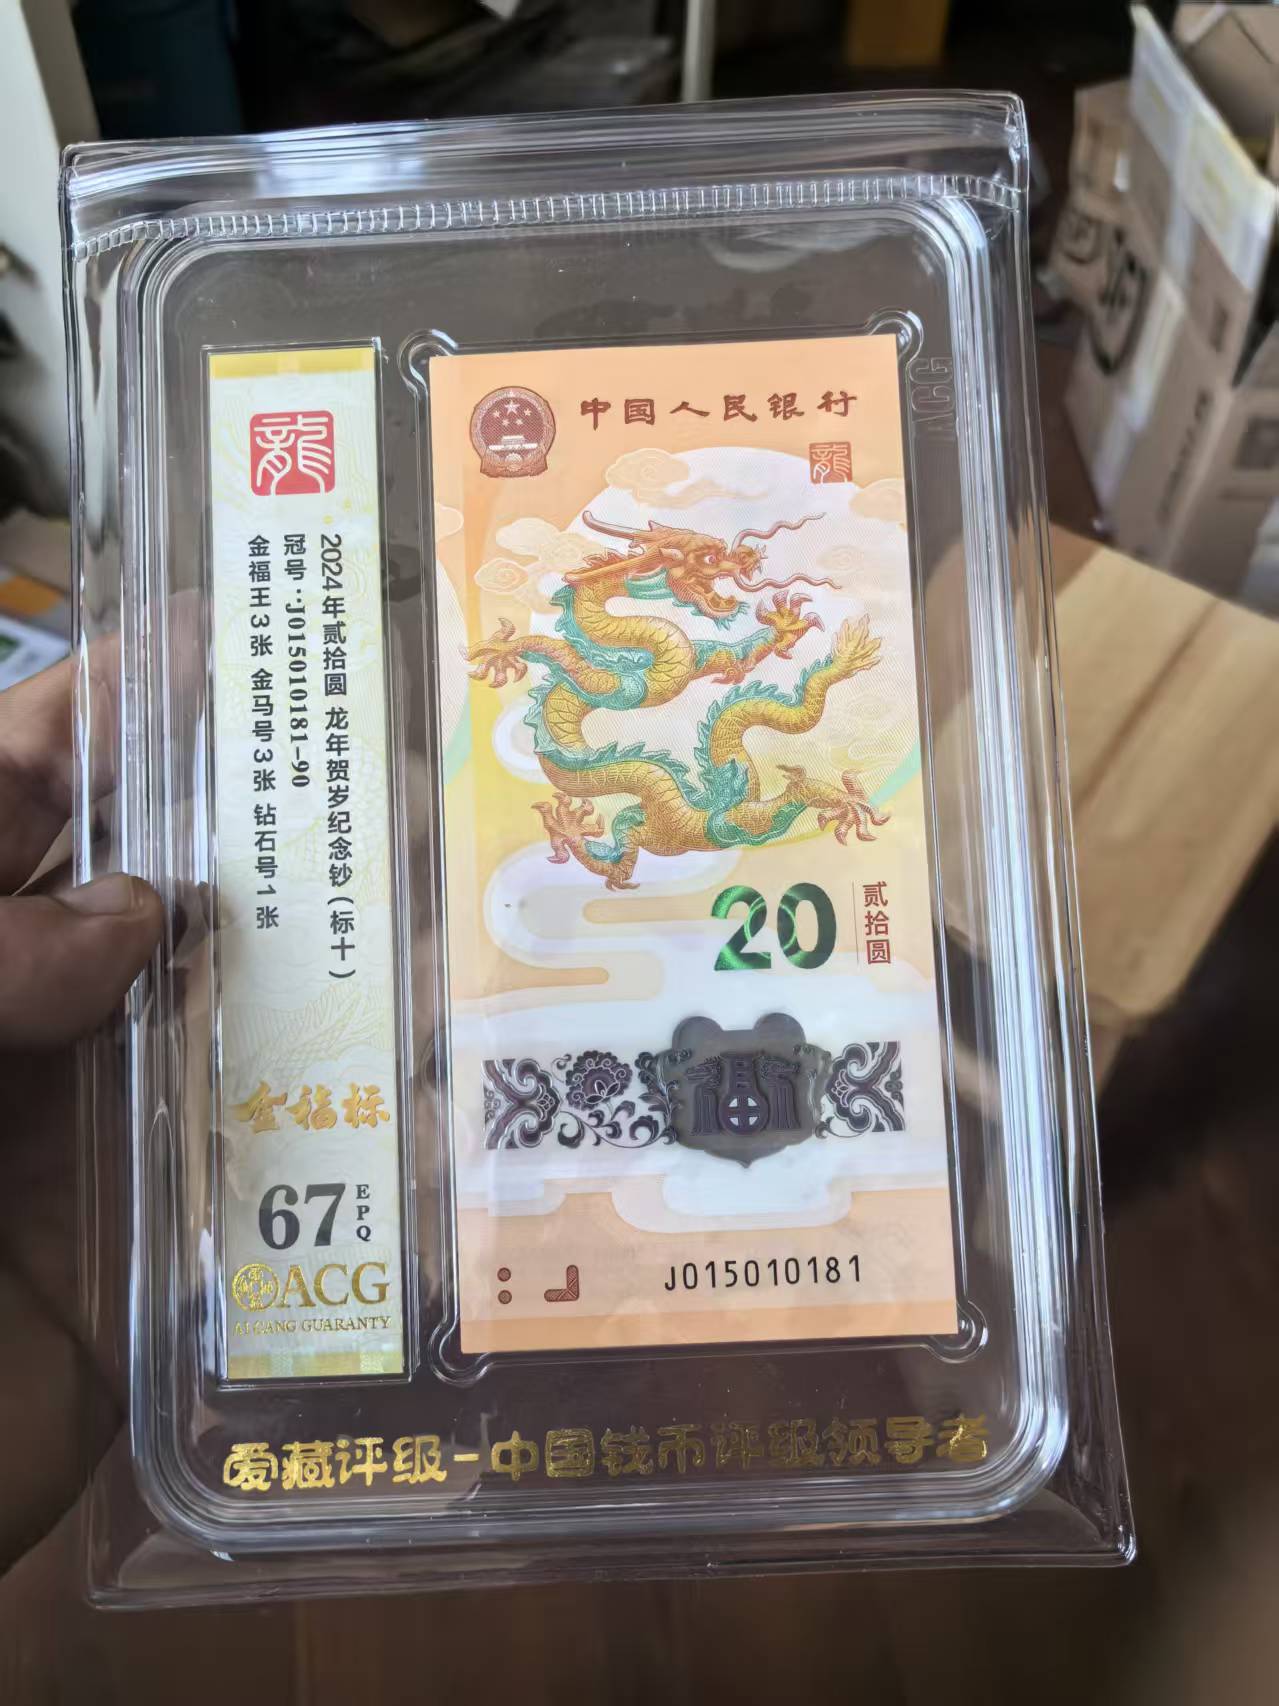 龍
2024年贰拾圆 龙年贺岁纪念钞(标十)
冠号:J015010181-90
金福王3张 金马号3张 钻石号1张
金福标
67
EPQ
ACG
AI CANG GUARANTY
中国人民银行
龍
20
贰拾圆
福
J015010181
ACG
爱藏评级-中国钱币评级领导者